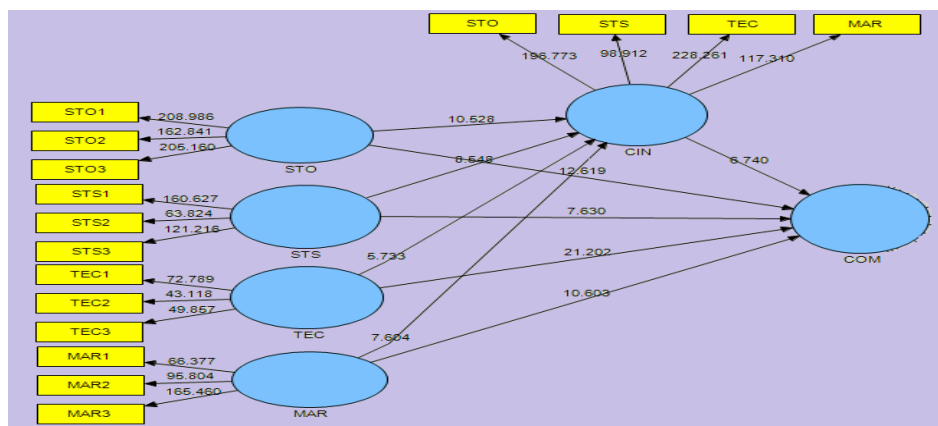 STO STS TEC MAR
196.773 98.912 228.261 117.310
CIN
STO1 208.986
STO2 162.841
STO3 205.160
STO
10.528
8.548
12.619
6.740
STS1 160.627
STS2 63.824
STS3 121.216
STS
7.630
COM
TEC1 72.789
TEC2 43.118
TEC3 49.857
TEC
5.733
21.202
10.603
MAR1 66.377
MAR2 95.804
MAR3 165.460
MAR
7.604